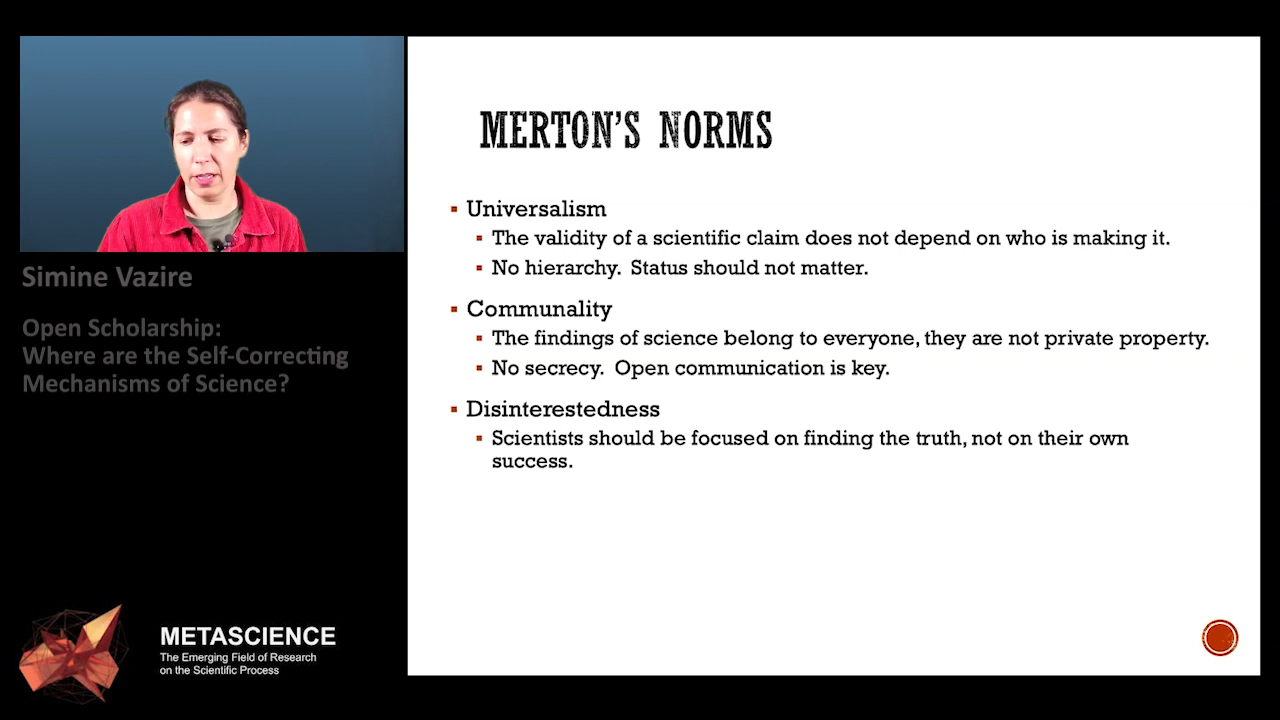 MERTON'S NORMS
Universalism
The validity of a scientific claim does not depend on who is making it.
No hierarchy. Status should not matter.
Communality
The findings of science belong to everyone, they are not private property.
No secrecy. Open communication is key.
Disinterestedness
Scientists should be focused on finding the truth, not on their own
success.
Simine Vazire
Open Scholarship:
Where are the Self-Correcting
Mechanisms of Science?
METASCIENCE
The Emerging Field of Research
on the Scientific Process